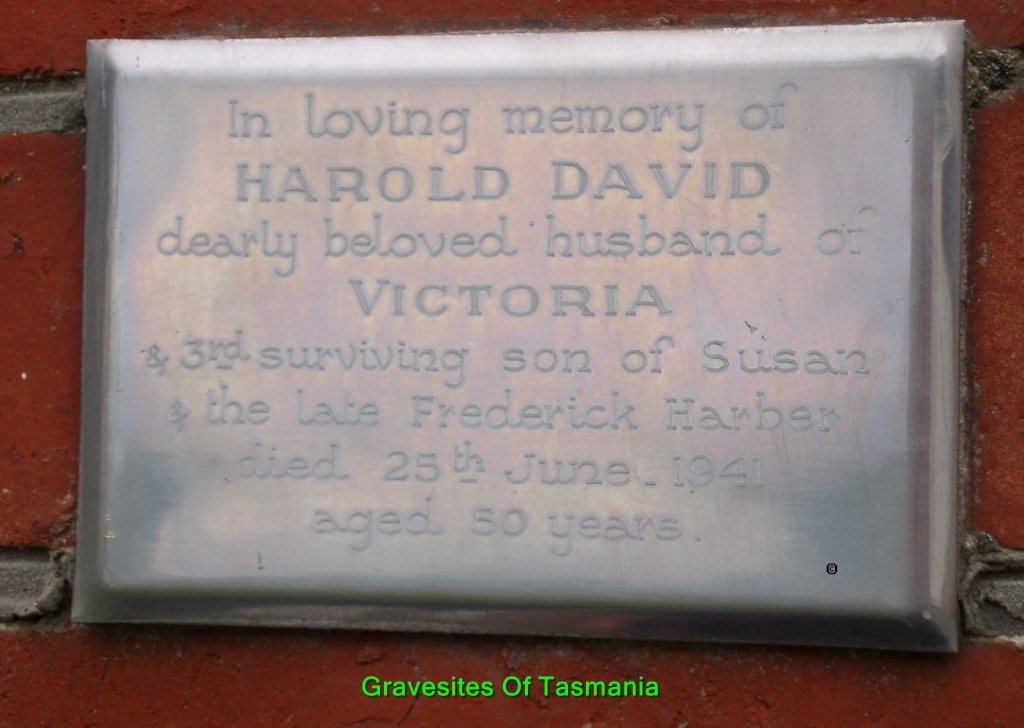 In loving memory of
HAROLD DAVID
dearly beloved husband of
VICTORIA
& 3rd surviving son of Susan
& the late Frederick Harber
died 25th June - 1941
aged 50 years.
©
Gravesites Of Tasmania